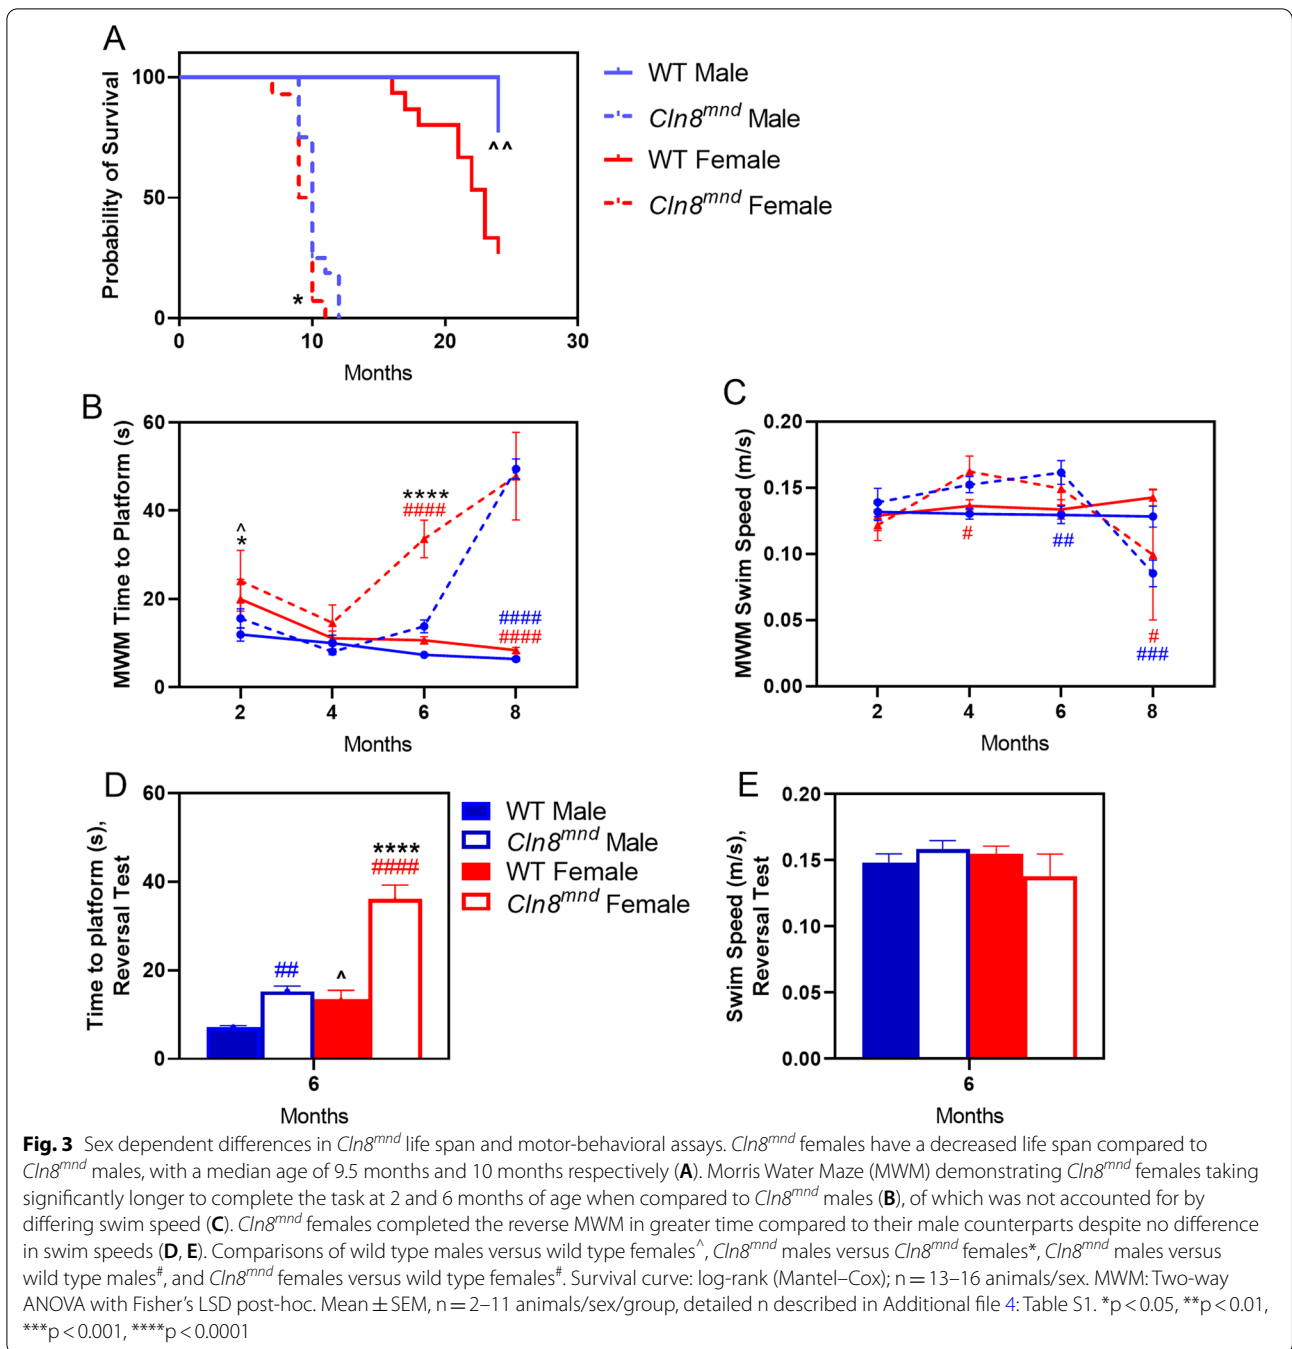 A
Probability of Survival
100
50
0
0 10 20 30
Months
*
^^
WT Male
Cln8mnd Male
WT Female
Cln8mnd Female
B
MWM Time to Platform (s)
60
40
20
0
^
*
****
####
####
####
2 4 6 8
Months
C
MWM Swim Speed (m/s)
0.20
0.15
0.10
0.05
0.00
#
##
#
###
2 4 6 8
Months
D
Time to platform (s),
Reversal Test
60
40
20
0
##
^
****
####
6
Months
WT Male
Cln8mnd Male
WT Female
Cln8mnd Female
E
Swim Speed (m/s),
Reversal Test
0.20
0.15
0.10
0.05
0.00
6
Months
Fig. 3 Sex dependent differences in Cln8mnd life span and motor-behavioral assays. Cln8mnd females have a decreased life span compared to
Cln8mnd males, with a median age of 9.5 months and 10 months respectively (A). Morris Water Maze (MWM) demonstrating Cln8mnd females taking
significantly longer to complete the task at 2 and 6 months of age when compared to Cln8mnd males (B), of which was not accounted for by
differing swim speed (C). Cln8mnd females completed the reverse MWM in greater time compared to their male counterparts despite no difference
in swim speeds (D, E). Comparisons of wild type males versus wild type females^, Cln8mnd males versus Cln8mnd females*, Cln8mnd males versus
wild type males#, and Cln8mnd females versus wild type females#. Survival curve: log-rank (Mantel–Cox); n = 13–16 animals/sex. MWM: Two-way
ANOVA with Fisher's LSD post-hoc. Mean ± SEM, n = 2–11 animals/sex/group, detailed n described in Additional file 4: Table S1. *p < 0.05, **p < 0.01,
***p < 0.001, ****p < 0.0001